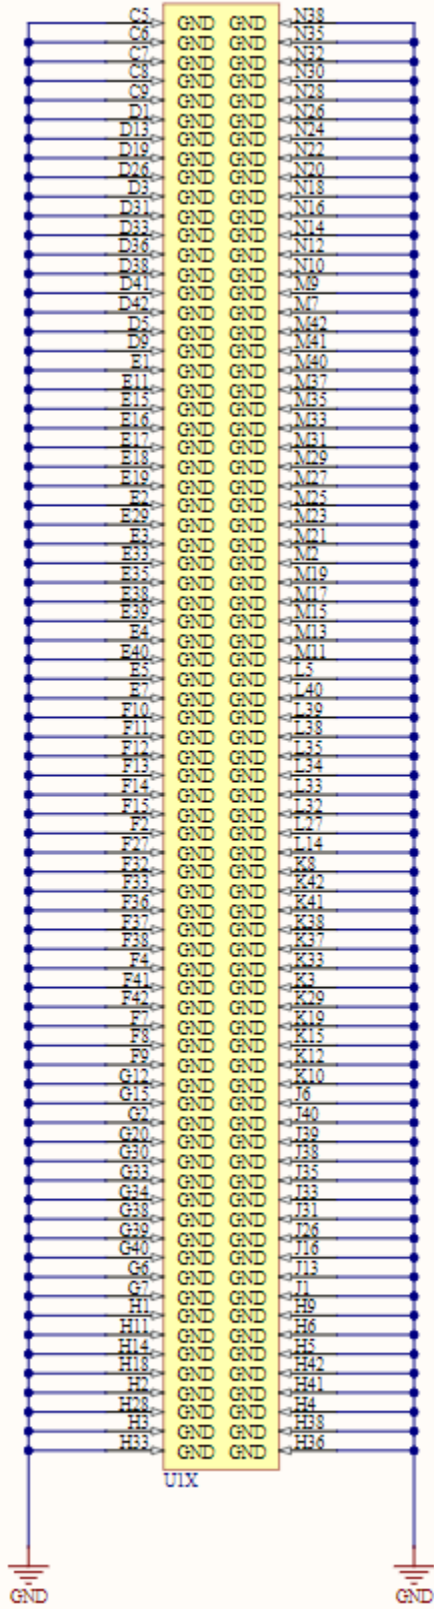 C5 GND GND N38
C6 GND GND N35
C7 GND GND N32
C8 GND GND N30
C9 GND GND N28
D1 GND GND N26
D13 GND GND N24
D19 GND GND N22
D26 GND GND N20
D3 GND GND N18
D31 GND GND N16
D33 GND GND N14
D36 GND GND N12
D38 GND GND N10
D41 GND GND M9
D42 GND GND M7
D5 GND GND M42
D9 GND GND M41
E1 GND GND M40
E11 GND GND M37
E15 GND GND M35
E16 GND GND M33
E17 GND GND M31
E18 GND GND M29
E19 GND GND M27
E2 GND GND M25
E29 GND GND M23
E3 GND GND M21
E33 GND GND M2
E35 GND GND M19
E38 GND GND M17
E39 GND GND M15
E4 GND GND M13
E40 GND GND M11
E5 GND GND L5
E7 GND GND L40
F10 GND GND L39
F11 GND GND L38
F12 GND GND L35
F13 GND GND L34
F14 GND GND L33
F15 GND GND L32
F2 GND GND L27
F27 GND GND L14
F32 GND GND K8
F33 GND GND K42
F36 GND GND K41
F37 GND GND K38
F38 GND GND K37
F4 GND GND K33
F41 GND GND K3
F42 GND GND K29
F7 GND GND K19
F8 GND GND K15
F9 GND GND K12
G12 GND GND K10
G15 GND GND J6
G2 GND GND J40
G20 GND GND J39
G30 GND GND J38
G33 GND GND J35
G34 GND GND J33
G38 GND GND J31
G39 GND GND J26
G40 GND GND J16
G6 GND GND J13
G7 GND GND J1
H1 GND GND H9
H11 GND GND H6
H14 GND GND H5
H18 GND GND H42
H2 GND GND H41
H28 GND GND H4
H3 GND GND H38
H33 GND GND H36
U1X
GND GND